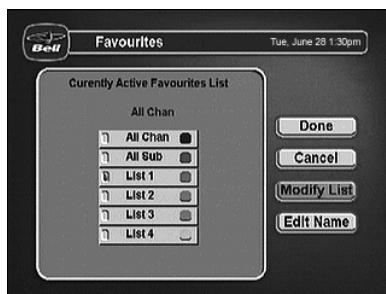 Bell
Favourites
Tue, June 28 1:30pm
Curently Active Favourites List
All Chan
All Chan
All Sub
List 1
List 2
List 3
List 4
Done
Cancel
Modify List
Edit Name